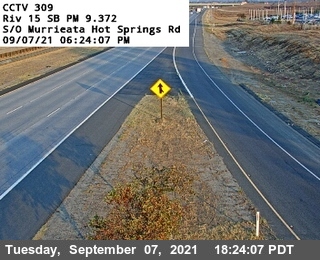 CCTV 309
Riv 15 SB PM 9.372
S/O Murrieata Hot Springs Rd
09/07/21 06:24:07 PM
Tuesday, September 07, 2021 18:24:07 PDT